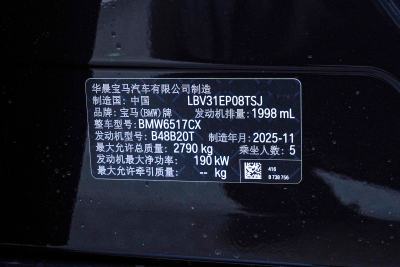 华晨宝马汽车有限公司制造
制造国: 中国 LBV31EP08TSJ
品牌: 宝马(BMW)牌 发动机排量: 1998 mL
整车型号: BMW6517CX
发动机型号: B48B20T 制造年月: 2025-11
最大允许总质量: 2790 kg 乘坐人数: 5
发动机最大净功率: 190 kW
最大允许牵引质量: -- kg
416
8 738 766